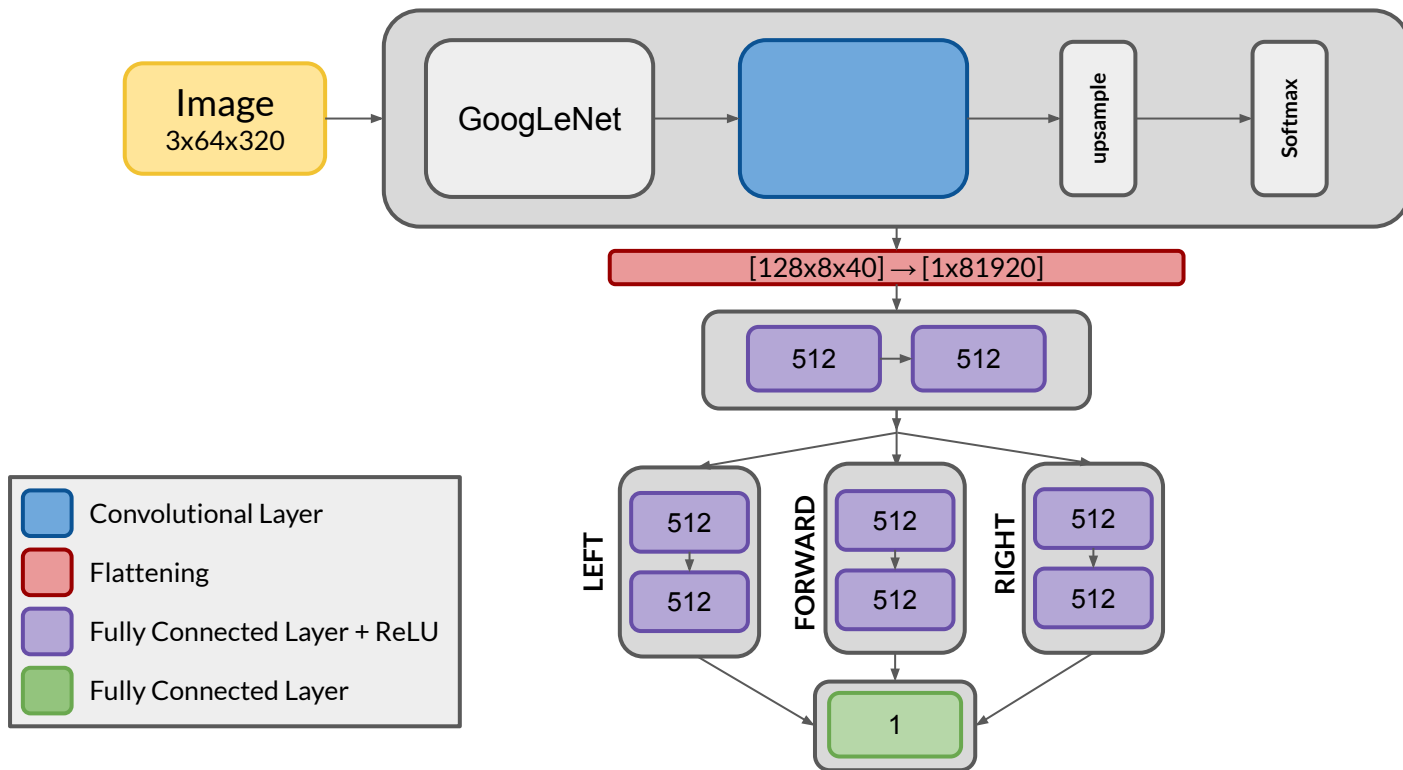 Image
3x64x320
GoogLeNet
upsample
Softmax
[128x8x40] → [1x81920]
512
512
LEFT
512
512
FORWARD
512
512
RIGHT
512
512
1
Convolutional Layer
Flattening
Fully Connected Layer + ReLU
Fully Connected Layer